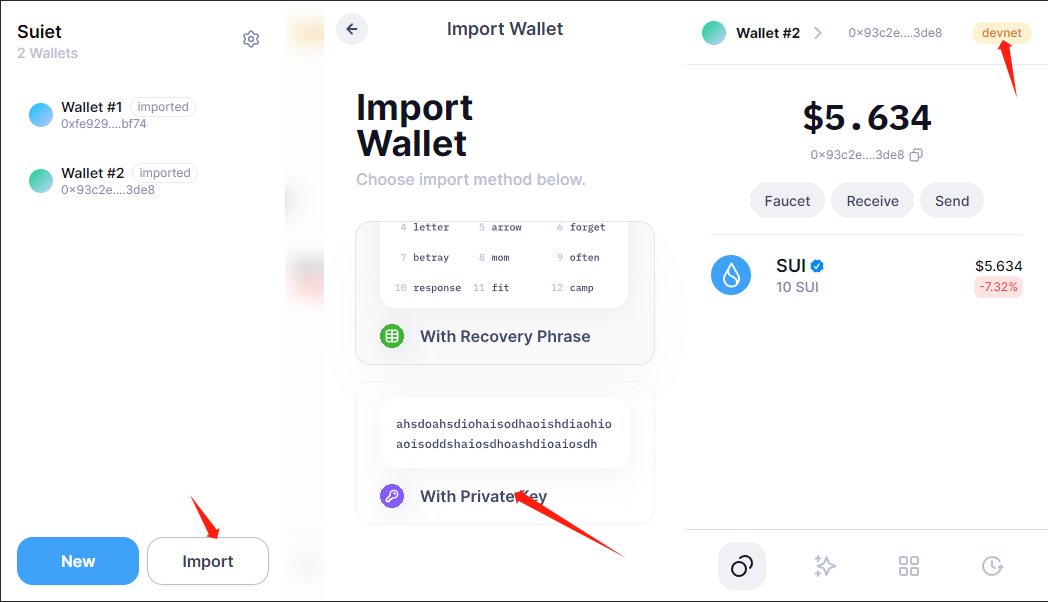 Suiet
2 Wallets
Wallet #1 imported
0xfe929....bf74
Wallet #2 imported
0×93c2e....3de8
New
Import
Import Wallet
Import
Wallet
Choose import method below.
4 letter 5 arrow 6 forget
7 betray 8 mom 9 often
10 response 11 fit 12 camp
With Recovery Phrase
ahsdoahsdiohaisodhaoishdiaohio
aoisoddshaiosdhoashdioaiosdh
With Private Key
Wallet #2 0×93c2e....3de8 devnet
$5.634
0×93c2e....3de8
Faucet Receive Send
SUI $5.634
10 SUI -7.32%